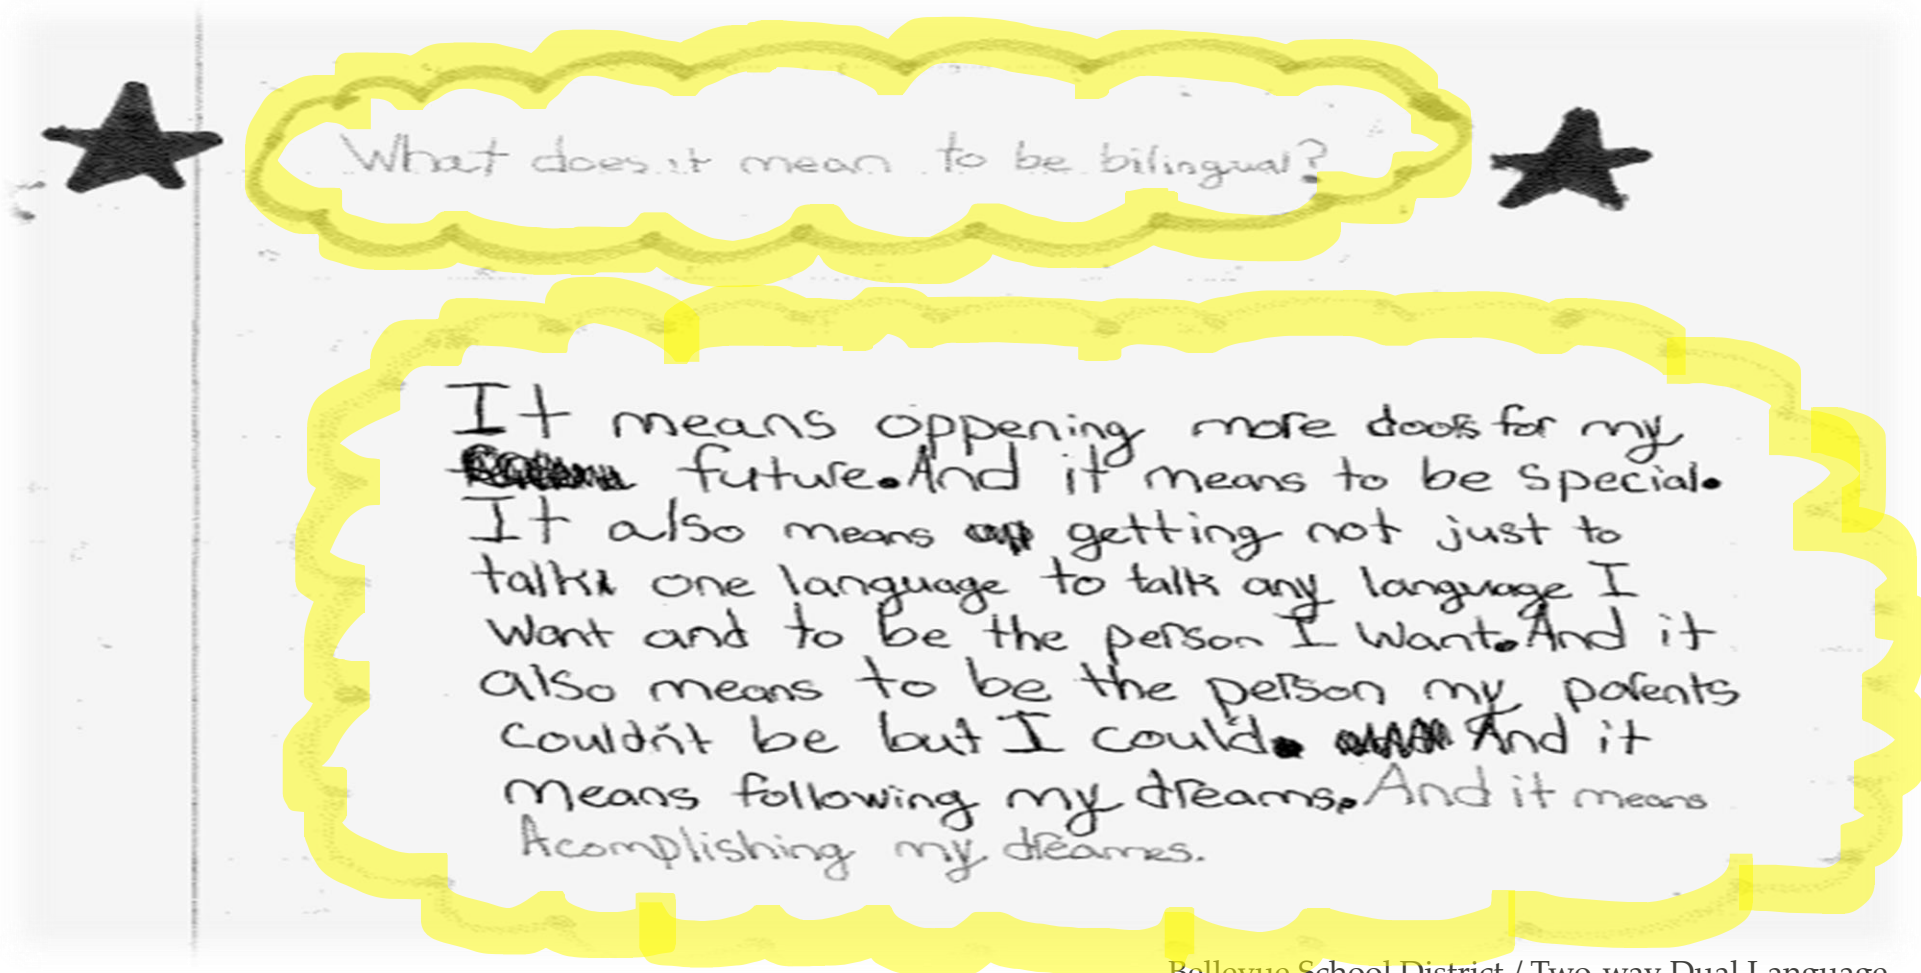 What does it mean to be bilingual?
It means oppening more doors for my
future. And it means to be special.
It also means getting not just to
talk one language to talk any language I
want and to be the person I want. And it
also means to be the person my parents
couldn't be but I could. And it
means following my dreams. And it means
Acomplishing my dreames.
Bellevue School District / Two-way Dual Language